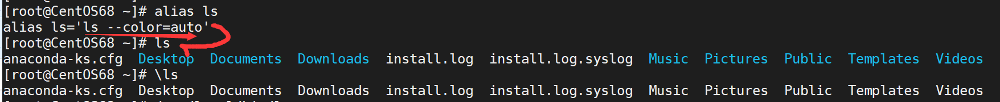 [root@CentOS68 ~]# alias ls
alias ls='ls --color=auto'
[root@CentOS68 ~]# ls
anaconda-ks.cfg  Desktop  Documents  Downloads  install.log  install.log.syslog  Music  Pictures  Public  Templates  Videos
[root@CentOS68 ~]# \ls
anaconda-ks.cfg  Desktop  Documents  Downloads  install.log  install.log.syslog  Music  Pictures  Public  Templates  Videos